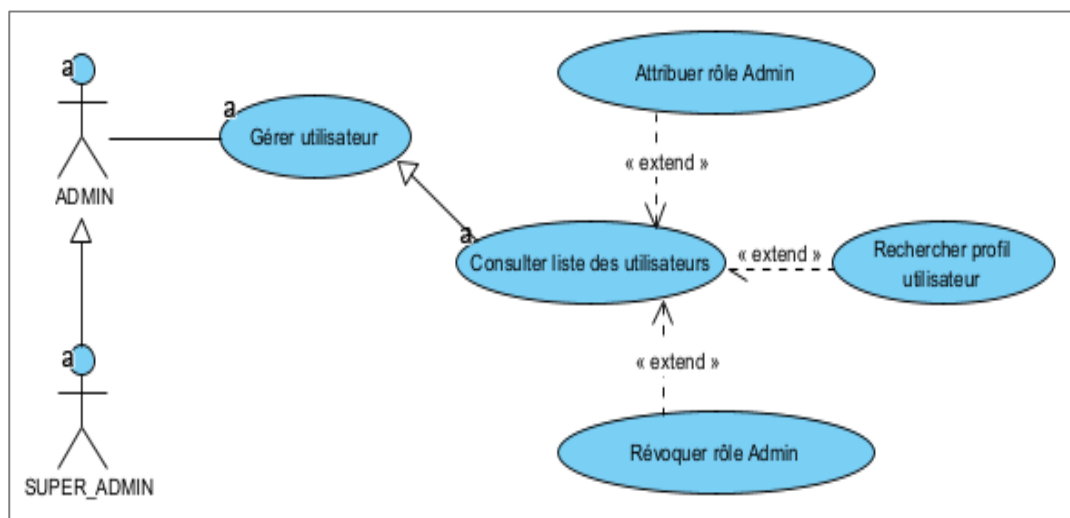 a
ADMIN
a
Gérer utilisateur
Attribuer rôle Admin
« extend »
a
Consulter liste des utilisateurs
« extend »
Rechercher profil
utilisateur
« extend »
Révoquer rôle Admin
a
SUPER_ADMIN